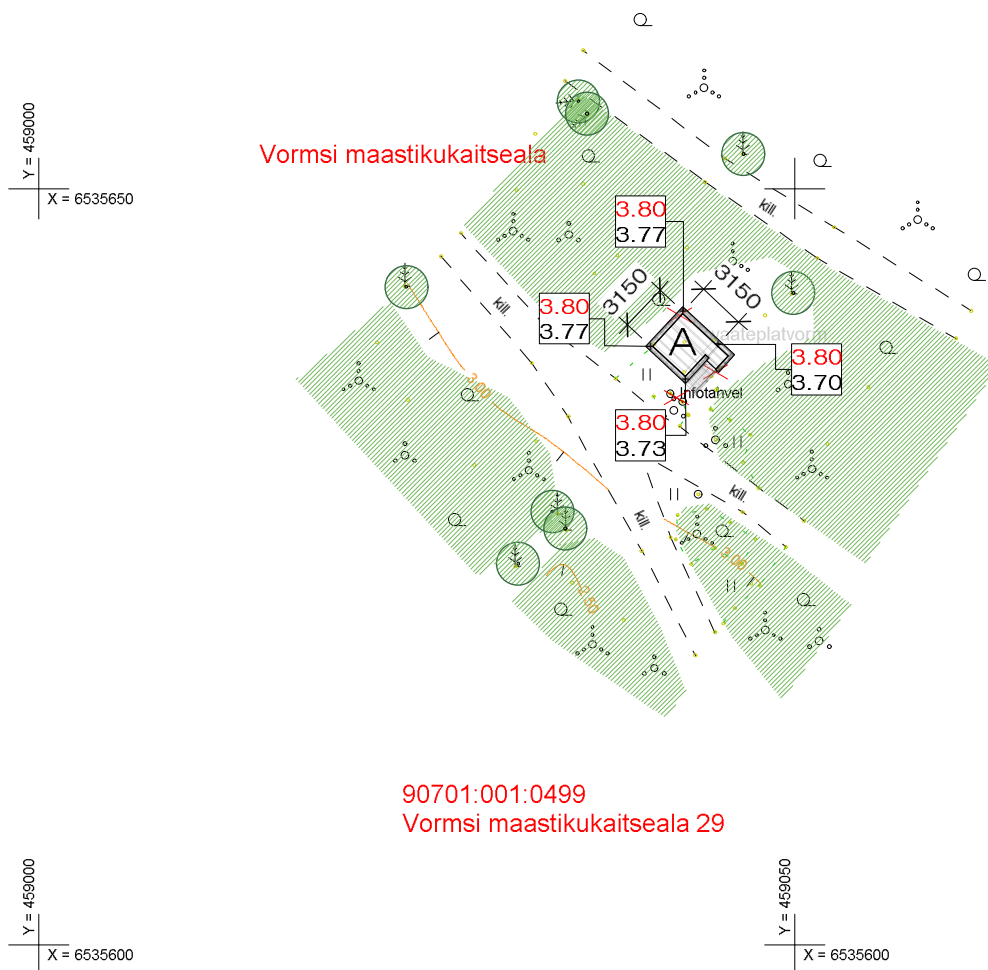 Y = 459000
X = 6535650
Vormsi maastikukaitseala
kill.
3.80
3.77
3150
3150
kill.
3.80
3.77
A
vaateplatvorm
3.80
3.70
3.00
Infotahvel
3.80
3.73
kill.
kill.
3.00
2.50
90701:001:0499
Vormsi maastikukaitseala 29
Y = 459000
X = 6535600
Y = 459050
X = 6535600